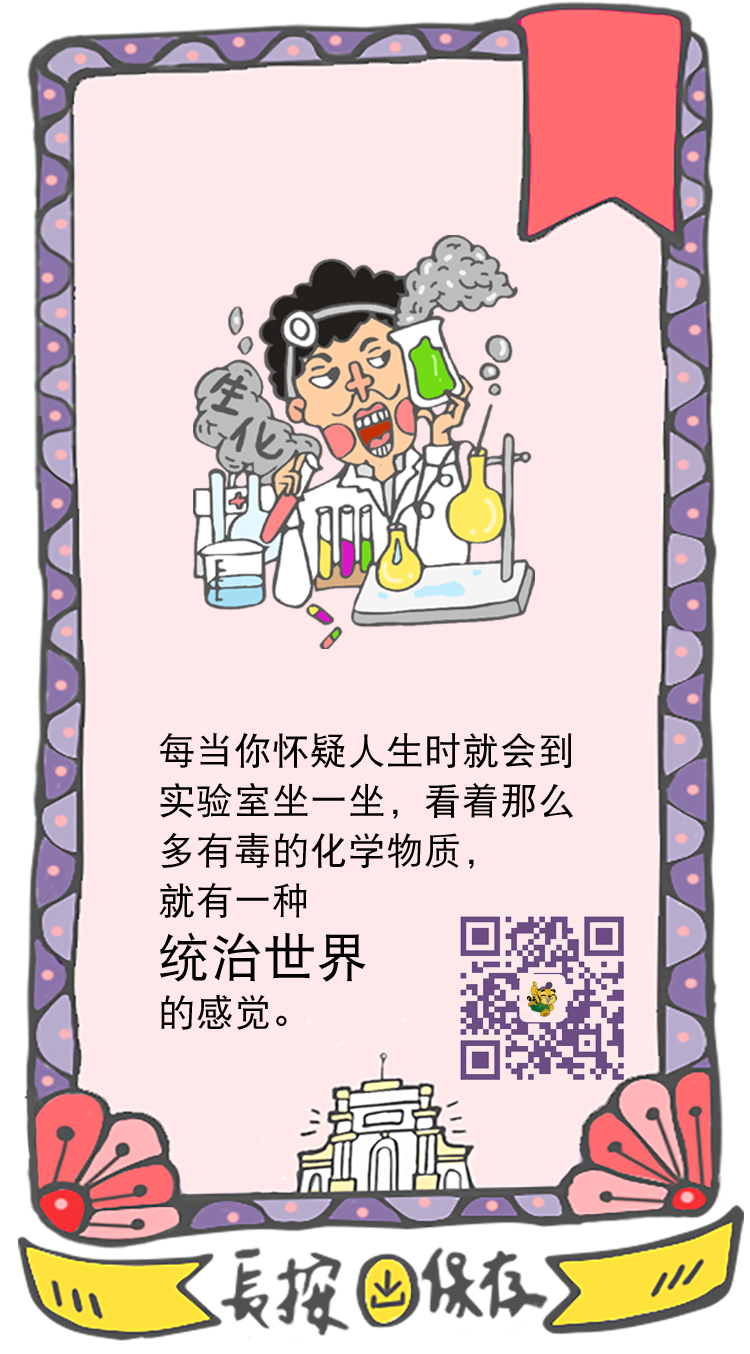 生化
每当你怀疑人生时就会到
实验室坐一坐，看着那么
多有毒的化学物质，
就有一种
统治世界
的感觉。
長按保存